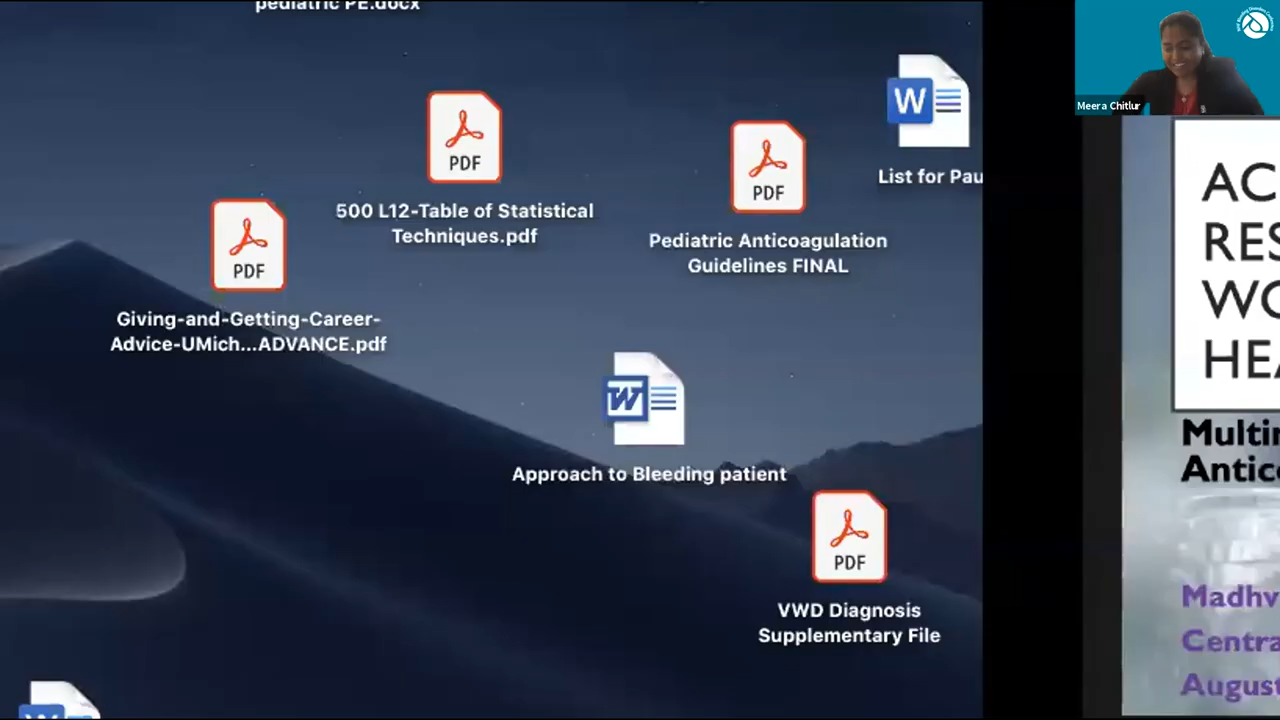 pediatric PE.docx
500 L12-Table of Statistical
Techniques.pdf
PDF
Pediatric Anticoagulation
Guidelines FINAL
PDF
List for Pau
W
Giving-and-Getting-Career-
Advice-UMich...ADVANCE.pdf
PDF
Approach to Bleeding patient
W
VWD Diagnosis
Supplementary File
PDF
Meera Chitlur
AC
RES
WO
HEA
Multin
Antico
Madhv
Centra
August